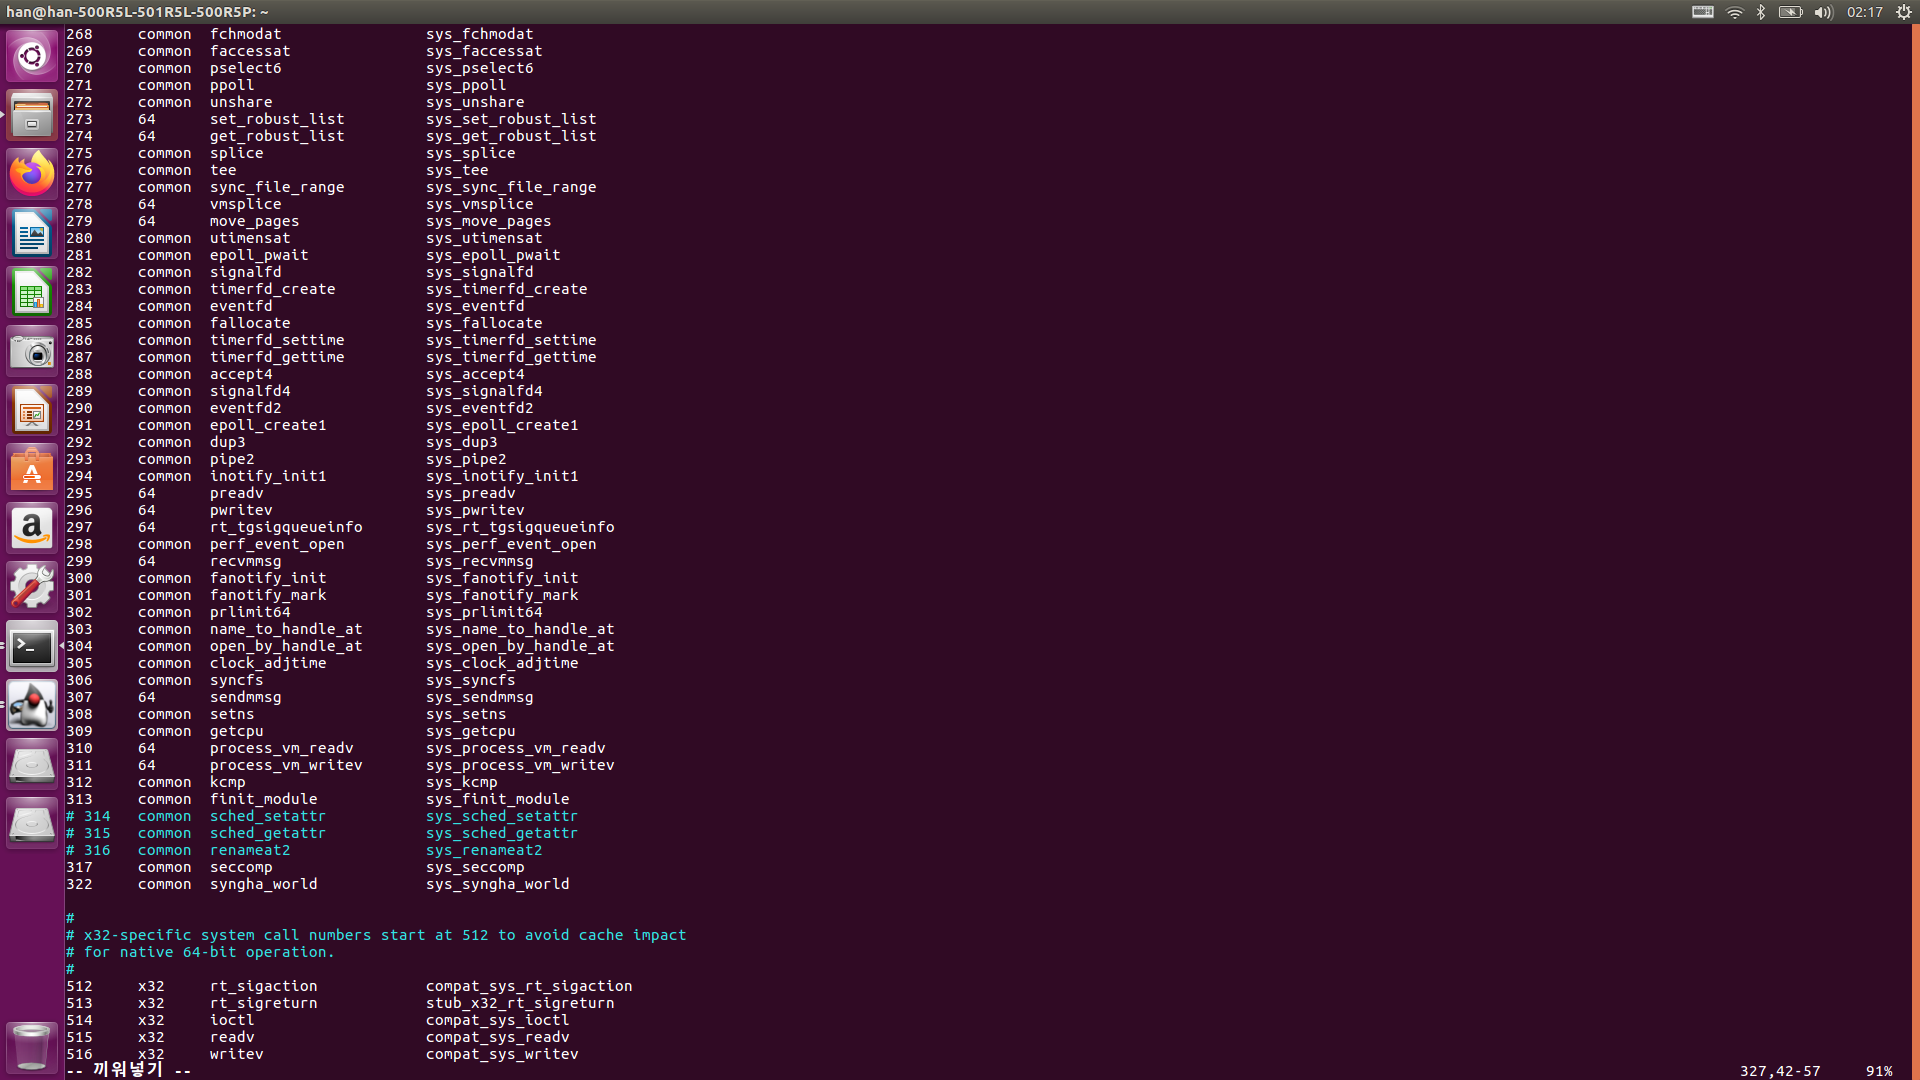 han@han-500R5L-501R5L-500R5P: ~ 02:17
268 common fchmodat sys_fchmodat
269 common faccessat sys_faccessat
270 common pselect6 sys_pselect6
271 common ppoll sys_ppoll
272 common unshare sys_unshare
273 64 set_robust_list sys_set_robust_list
274 64 get_robust_list sys_get_robust_list
275 common splice sys_splice
276 common tee sys_tee
277 common sync_file_range sys_sync_file_range
278 64 vmsplice sys_vmsplice
279 64 move_pages sys_move_pages
280 common utimensat sys_utimensat
281 common epoll_pwait sys_epoll_pwait
282 common signalfd sys_signalfd
283 common timerfd_create sys_timerfd_create
284 common eventfd sys_eventfd
285 common fallocate sys_fallocate
286 common timerfd_settime sys_timerfd_settime
287 common timerfd_gettime sys_timerfd_gettime
288 common accept4 sys_accept4
289 common signalfd4 sys_signalfd4
290 common eventfd2 sys_eventfd2
291 common epoll_create1 sys_epoll_create1
292 common dup3 sys_dup3
293 common pipe2 sys_pipe2
294 common inotify_init1 sys_inotify_init1
295 64 preadv sys_preadv
296 64 pwritev sys_pwritev
297 64 rt_tgsigqueueinfo sys_rt_tgsigqueueinfo
298 common perf_event_open sys_perf_event_open
299 64 recvmmsg sys_recvmmsg
300 common fanotify_init sys_fanotify_init
301 common fanotify_mark sys_fanotify_mark
302 common prlimit64 sys_prlimit64
303 common name_to_handle_at sys_name_to_handle_at
304 common open_by_handle_at sys_open_by_handle_at
305 common clock_adjtime sys_clock_adjtime
306 common syncfs sys_syncfs
307 64 sendmmsg sys_sendmmsg
308 common setns sys_setns
309 common getcpu sys_getcpu
310 64 process_vm_readv sys_process_vm_readv
311 64 process_vm_writev sys_process_vm_writev
312 common kcmp sys_kcmp
313 common finit_module sys_finit_module
# 314 common sched_setattr sys_sched_setattr
# 315 common sched_getattr sys_sched_getattr
# 316 common renameat2 sys_renameat2
317 common seccomp sys_seccomp
322 common syngha_world sys_syngha_world
#
# x32-specific system call numbers start at 512 to avoid cache impact
# for native 64-bit operation.
#
512 x32 rt_sigaction compat_sys_rt_sigaction
513 x32 rt_sigreturn stub_x32_rt_sigreturn
514 x32 ioctl compat_sys_ioctl
515 x32 readv compat_sys_readv
516 x32 writev compat_sys_writev
-- 끼워넣기 -- 327,42-57 91%